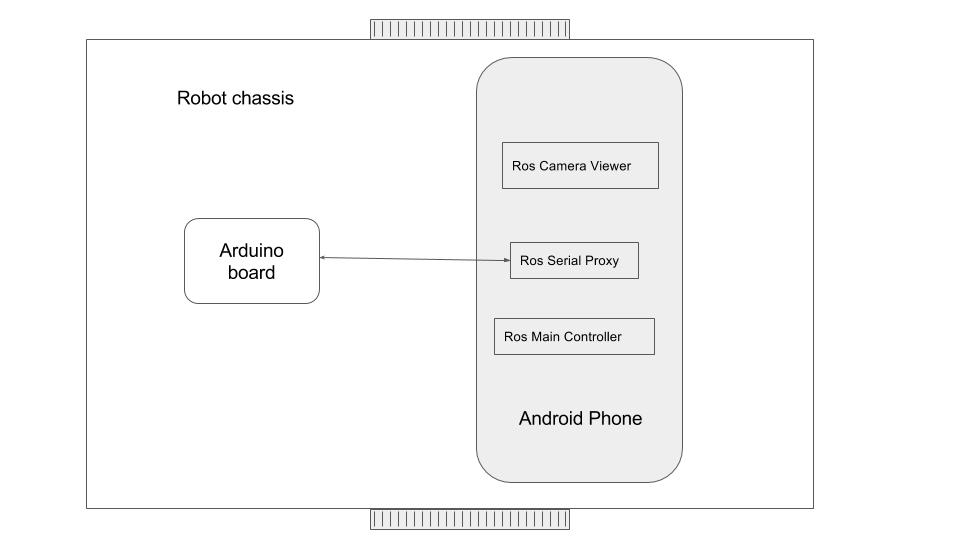 Robot chassis
Ros Camera Viewer
Arduino
board
Ros Serial Proxy
Ros Main Controller
Android Phone